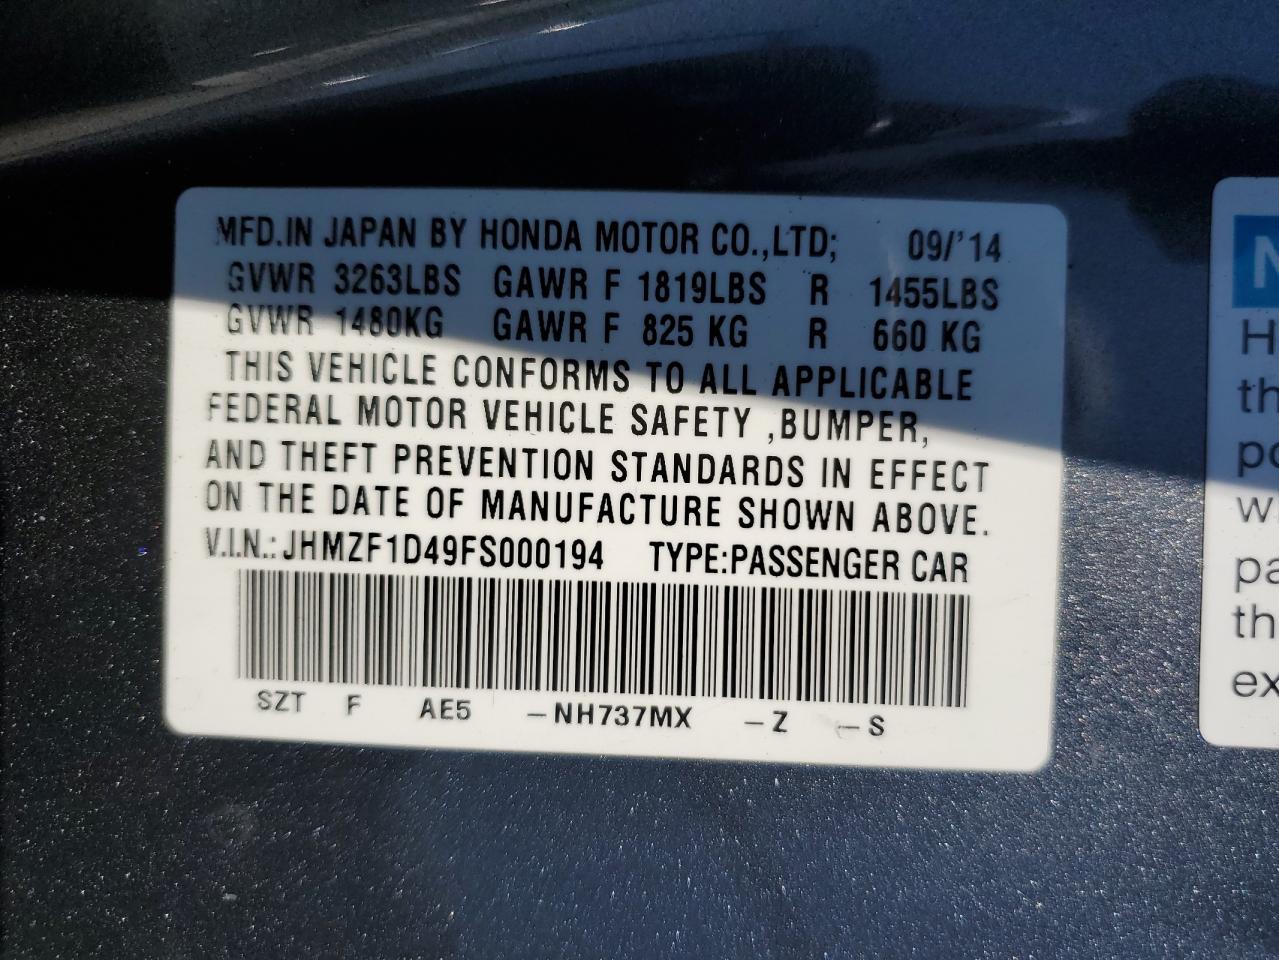 MFD.IN JAPAN BY HONDA MOTOR CO.,LTD; 09/'14
GVWR 3263LBS GAWR F 1819LBS R 1455LBS
GVWR 1480KG GAWR F 825 KG R 660 KG
THIS VEHICLE CONFORMS TO ALL APPLICABLE
FEDERAL MOTOR VEHICLE SAFETY ,BUMPER,
AND THEFT PREVENTION STANDARDS IN EFFECT
ON THE DATE OF MANUFACTURE SHOWN ABOVE.
V.I.N.: JHMZF1D49FS000194 TYPE:PASSENGER CAR
SZT F AE5 -NH737MX -Z -S